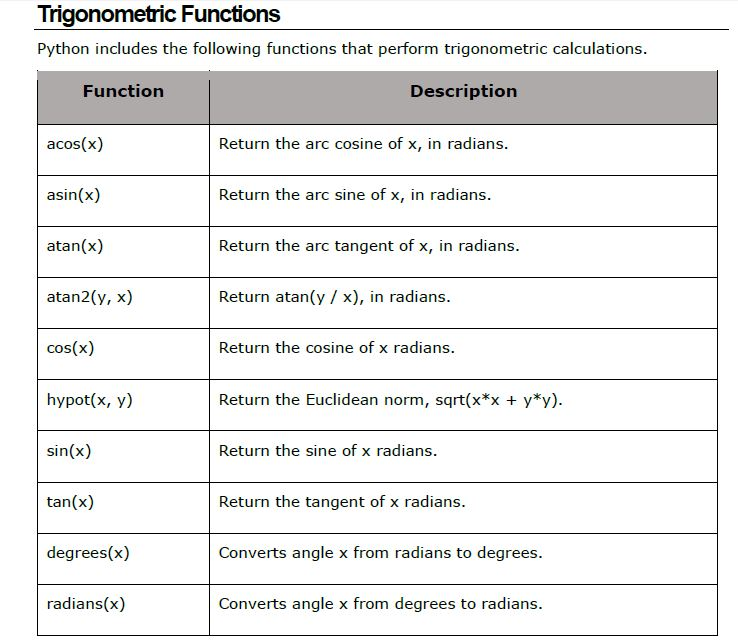 Trigonometric Functions
Python includes the following functions that perform trigonometric calculations.
Function Description
acos(x) Return the arc cosine of x, in radians.
asin(x) Return the arc sine of x, in radians.
atan(x) Return the arc tangent of x, in radians.
atan2(y, x) Return atan(y / x), in radians.
cos(x) Return the cosine of x radians.
hypot(x, y) Return the Euclidean norm, sqrt(x*x + y*y).
sin(x) Return the sine of x radians.
tan(x) Return the tangent of x radians.
degrees(x) Converts angle x from radians to degrees.
radians(x) Converts angle x from degrees to radians.